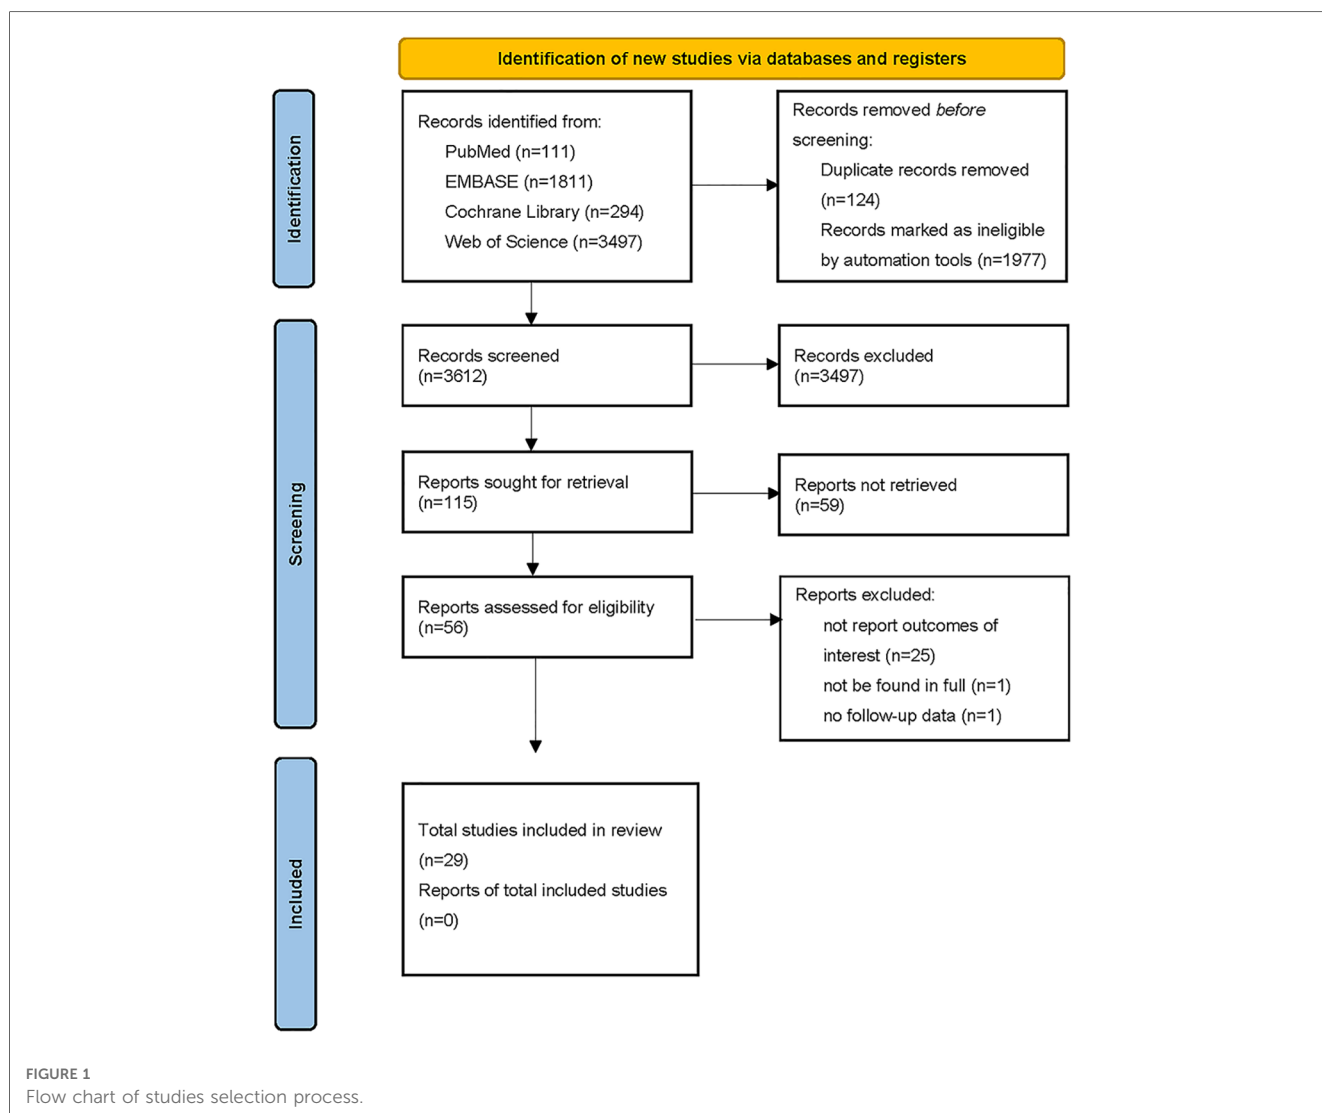 Identification of new studies via databases and registers
Identification
Records identified from:
PubMed (n=111)
EMBASE (n=1811)
Cochrane Library (n=294)
Web of Science (n=3497)
Records removed before
screening:
Duplicate records removed
(n=124)
Records marked as ineligible
by automation tools (n=1977)
Screening
Records screened
(n=3612)
Records excluded
(n=3497)
Reports sought for retrieval
(n=115)
Reports not retrieved
(n=59)
Reports assessed for eligibility
(n=56)
Reports excluded:
not report outcomes of
interest (n=25)
not be found in full (n=1)
no follow-up data (n=1)
Included
Total studies included in review
(n=29)
Reports of total included studies
(n=0)
FIGURE 1
Flow chart of studies selection process.